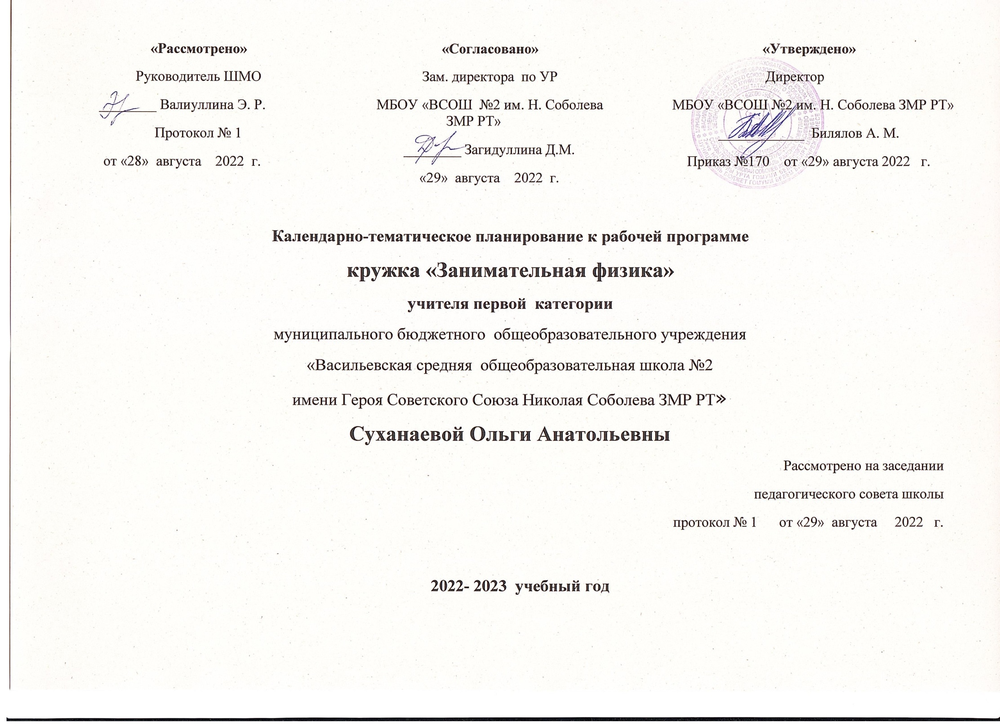 «Рассмотрено»
Руководитель ШМО
________ Валиуллина Э. Р.
Протокол № 1
от «28» августа 2022 г.
«Согласовано»
Зам. директора по УР
МБОУ «ВСОШ №2 им. Н. Соболева
ЗМР РТ»
________ Загидуллина Д.М.
«29» августа 2022 г.
«Утверждено»
Директор
МБОУ «ВСОШ №2 им. Н. Соболева ЗМР РТ»
____________ Билялов А. М.
Приказ №170 от «29» августа 2022 г.
Календарно-тематическое планирование к рабочей программе
кружка «Занимательная физика»
учителя первой категории
муниципального бюджетного общеобразовательного учреждения
«Васильевская средняя общеобразовательная школа №2
имени Героя Советского Союза Николая Соболева ЗМР РТ»
Суханаевой Ольги Анатольевны
Рассмотрено на заседании
педагогического совета школы
протокол № 1 от «29» августа 2022 г.
2022- 2023 учебный год